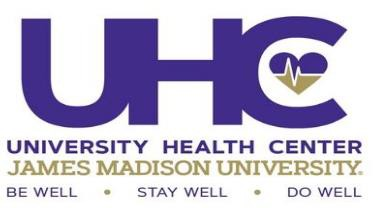 UHC
UNIVERSITY HEALTH CENTER
JAMES MADISON UNIVERSITY®
BE WELL • STAY WELL • DO WELL